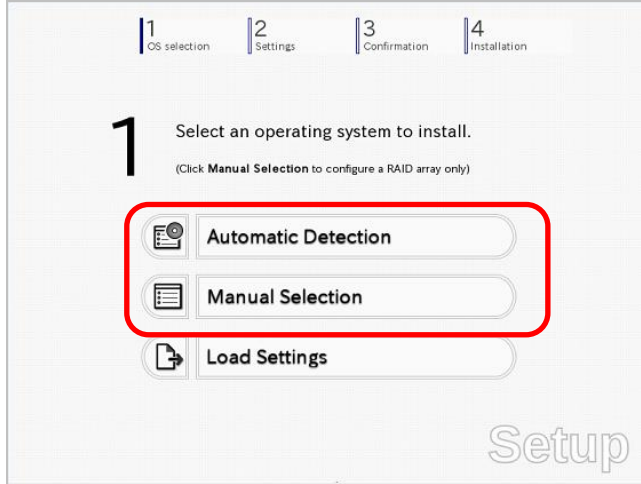 1
OS selection
2
Settings
3
Confirmation
4
Installation
1
Select an operating system to install.
(Click Manual Selection to configure a RAID array only)
Automatic Detection
Manual Selection
Load Settings
Setup